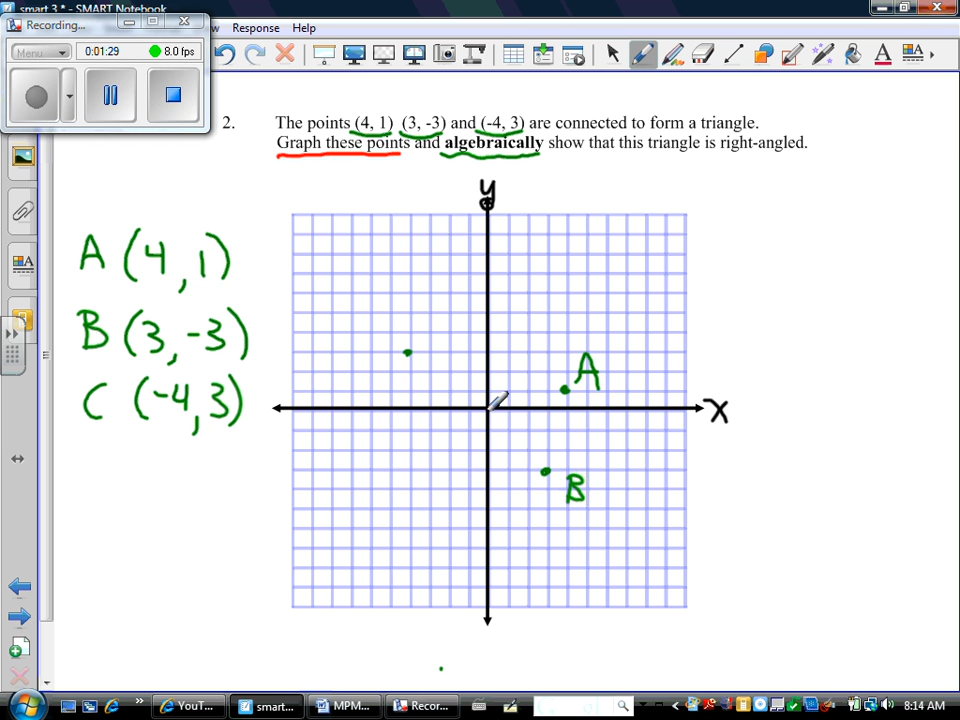 smart 3 * - SMART Notebook
Recording...
Response Help
0:01:29 8.0 fps
Menu
2. The points (4, 1) (3, -3) and (-4, 3) are connected to form a triangle.
Graph these points and algebraically show that this triangle is right-angled.
y
A (4, 1)
B (3, -3)
C (-4, 3)
A
x
B
YouT...
smart...
MPM...
Recor...
8:14 AM